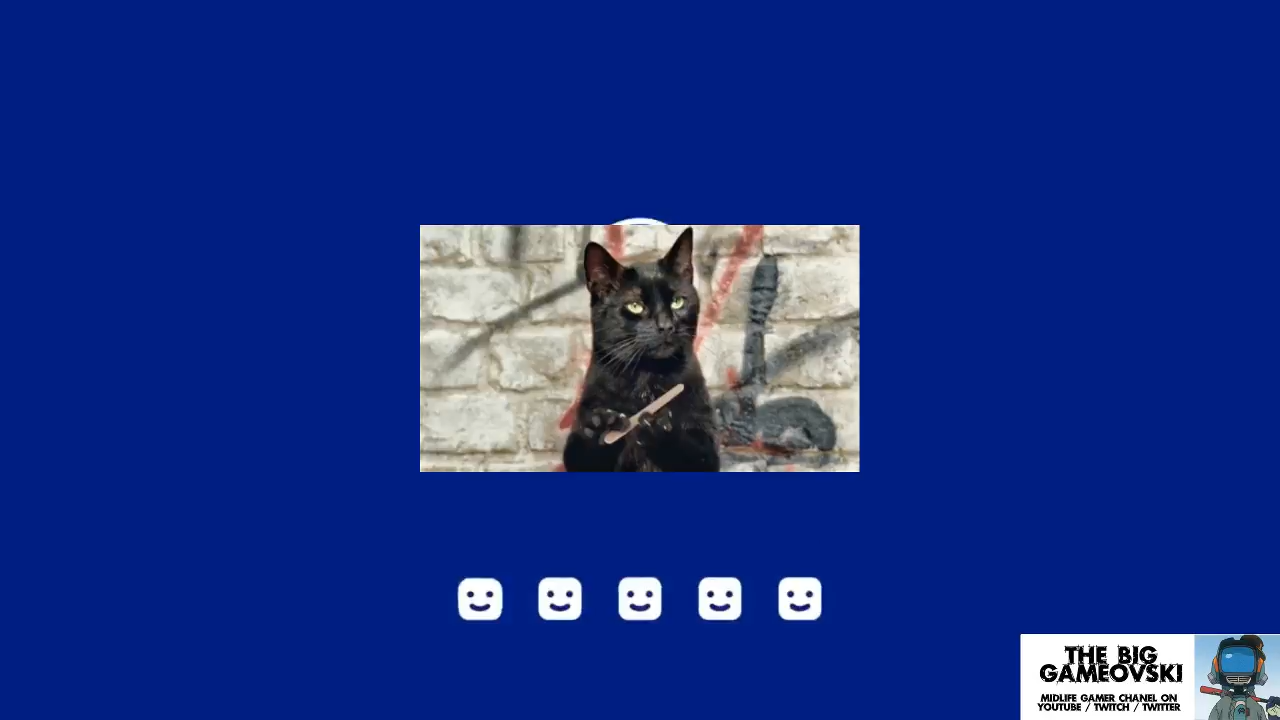 THE BIG
GAMEOVSKI
MIDLIFE GAMER CHANEL ON
YOUTUBE / TWITCH / TWITTER